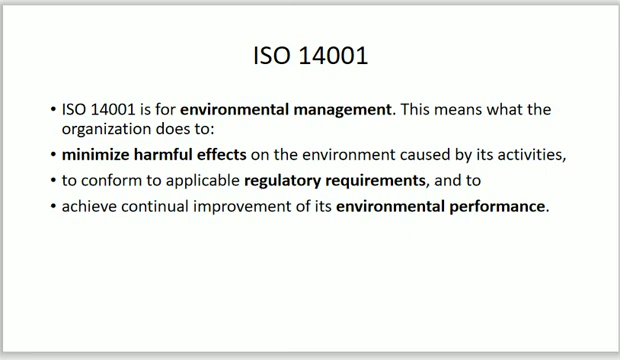 ISO 14001
• ISO 14001 is for environmental management. This means what the
organization does to:
• minimize harmful effects on the environment caused by its activities,
• to conform to applicable regulatory requirements, and to
• achieve continual improvement of its environmental performance.